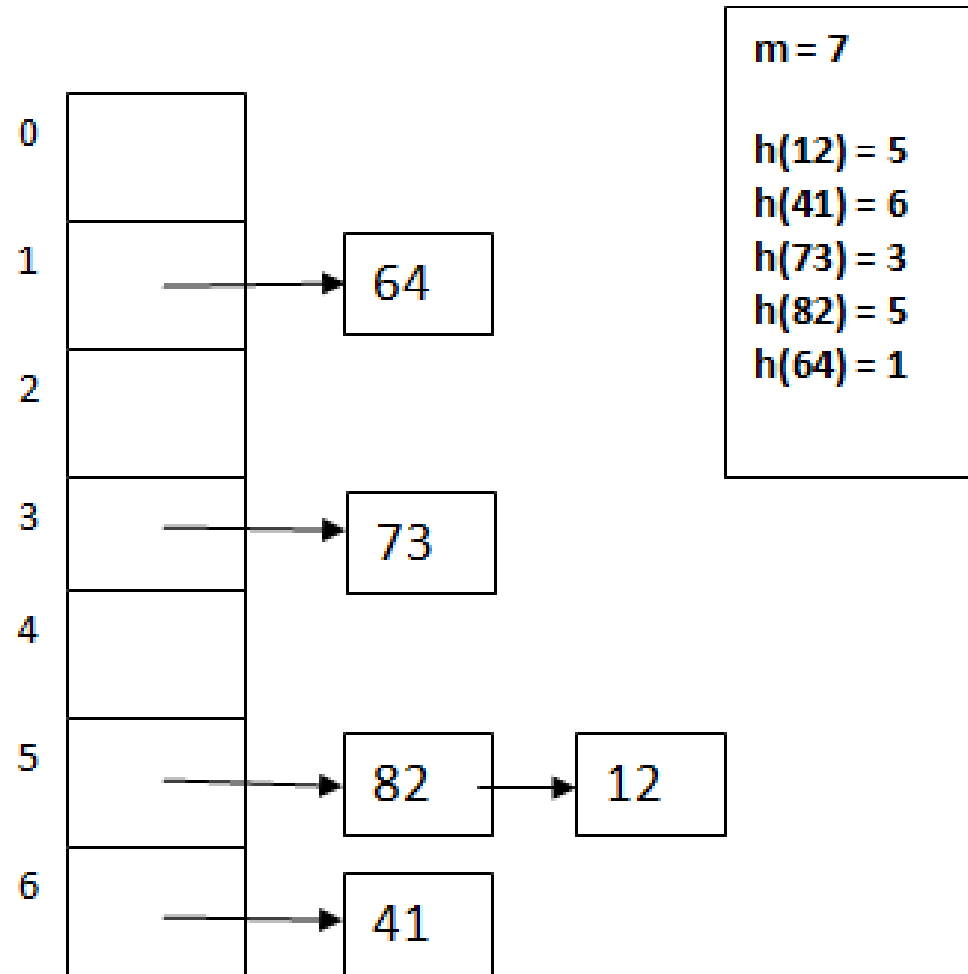 m = 7
h(12) = 5
h(41) = 6
h(73) = 3
h(82) = 5
h(64) = 1
0
1 64
2
3 73
4
5 82 12
6 41